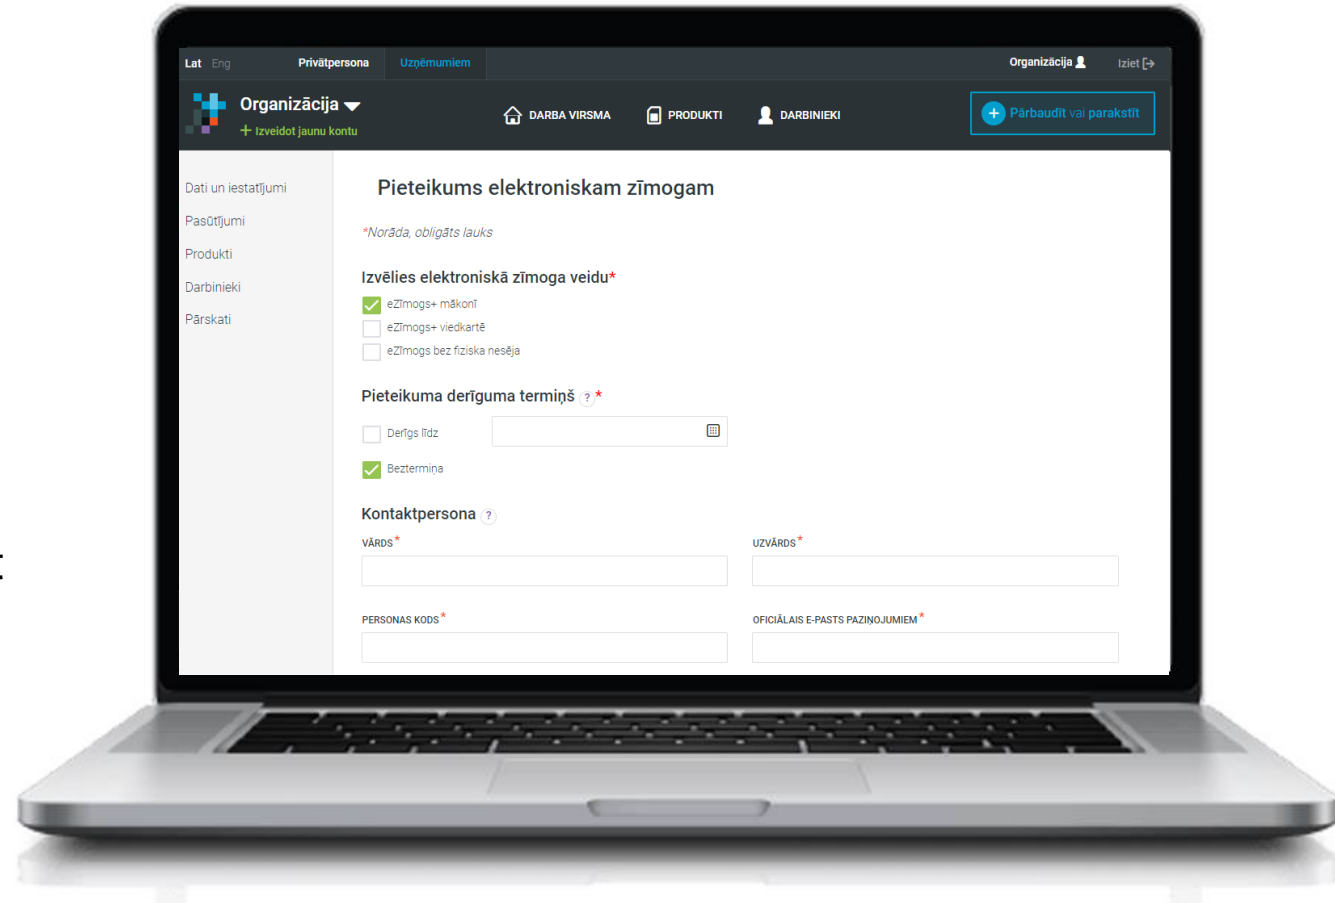 Lat Eng Privātpersona Uzņēmumiem Organizācija Iziet
Organizācija
+ Izveidot jaunu kontu
DARBA VIRSMA PRODUKTI DARBINIEKI
+ Pārbaudīt vai parakstīt
Dati un iestatījumi
Pasūtījumi
Produkti
Darbinieki
Pārskati
Pieteikums elektroniskam zīmogam
*Norāda, obligāts lauks
Izvēlies elektroniskā zīmoga veidu*
eZīmogs+ mākonī
eZīmogs+ viedkartē
eZīmogs bez fiziska nesēja
Pieteikuma derīguma termiņš ? *
Derīgs līdz
Beztermiņa
Kontaktpersona ?
VĀRDS * UZVĀRDS *
PERSONAS KODS * OFICIĀLAIS E-PASTS PAZIŅOJUMIEM *